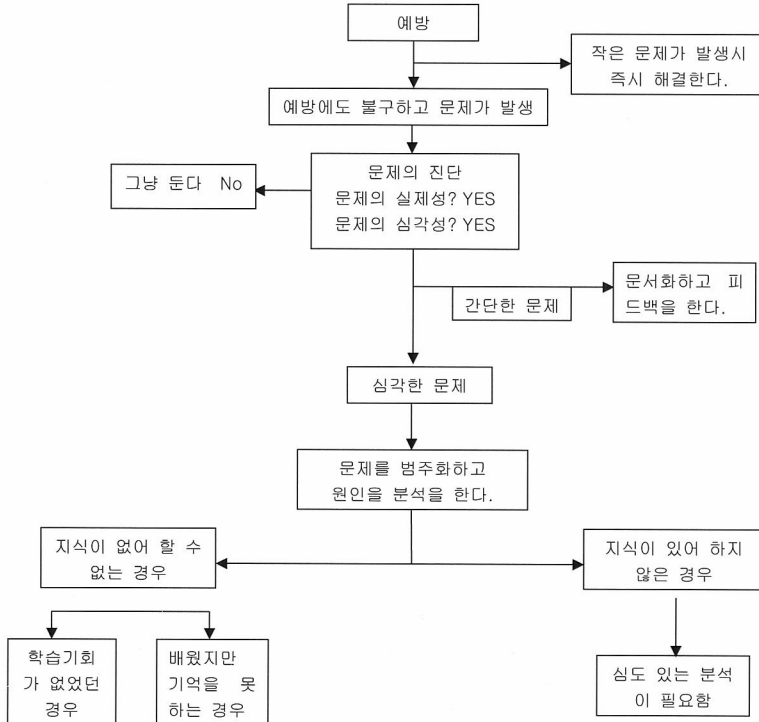 예방
작은 문제가 발생시
즉시 해결한다.
예방에도 불구하고 문제가 발생
문제의 진단
문제의 실제성? YES
문제의 심각성? YES
그냥 둔다 No
문서화하고 피
드백을 한다.
간단한 문제
심각한 문제
문제를 범주화하고
원인을 분석을 한다.
지식이 없어 할 수
없는 경우
지식이 있어 하지
않은 경우
학습기회
가 없었던
경우
배웠지만
기억을 못
하는 경우
심도 있는 분석
이 필요함